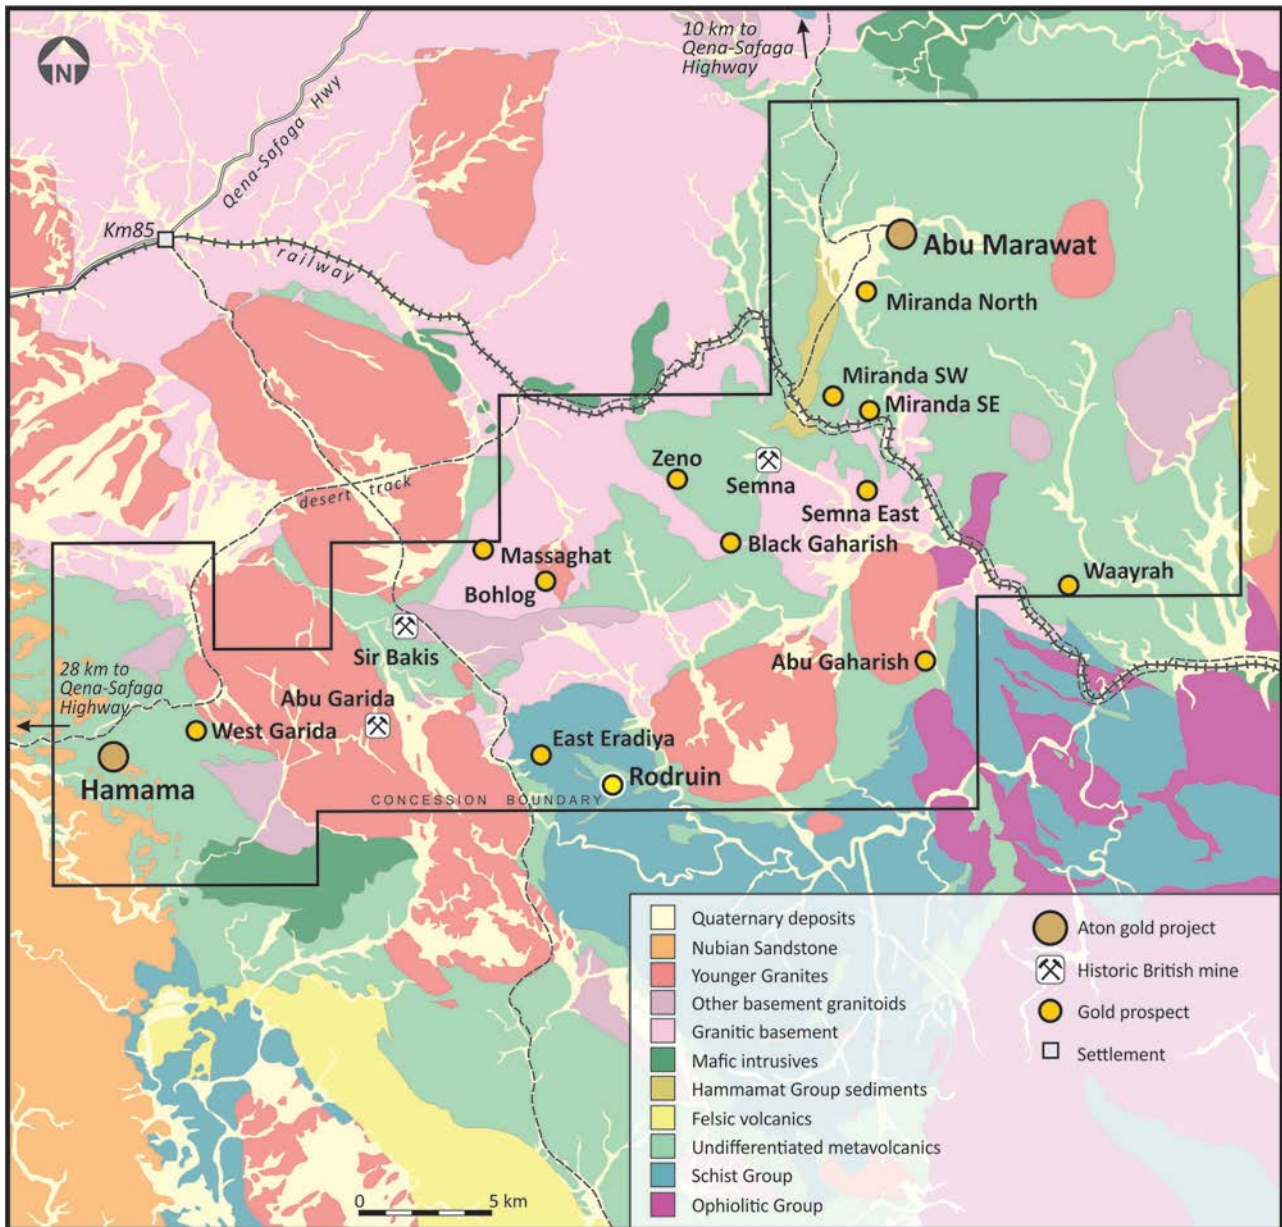 10 km to
Qena-Safaga
Highway
N
Qena-Safoga Hwy
Km85
railway
Abu Marawat
Miranda North
Miranda SW
Miranda SE
Zeno
Semna
desert track
Semna East
Massaghat
Black Gaharish
Waayrah
Bohlog
Sir Bakis
Abu Gaharish
28 km to
Qena-Safaga
Highway
Abu Garida
West Garida
East Eradiya
Rodruin
Hamama
CONCESSION BOUNDARY
Quaternary deposits
Nubian Sandstone
Younger Granites
Other basement granitoids
Granitic basement
Mafic intrusives
Hammamat Group sediments
Felsic volcanics
Undifferentiated metavolcanics
Schist Group
Ophiolitic Group
Aton gold project
Historic British mine
Gold prospect
Settlement
0 5 km